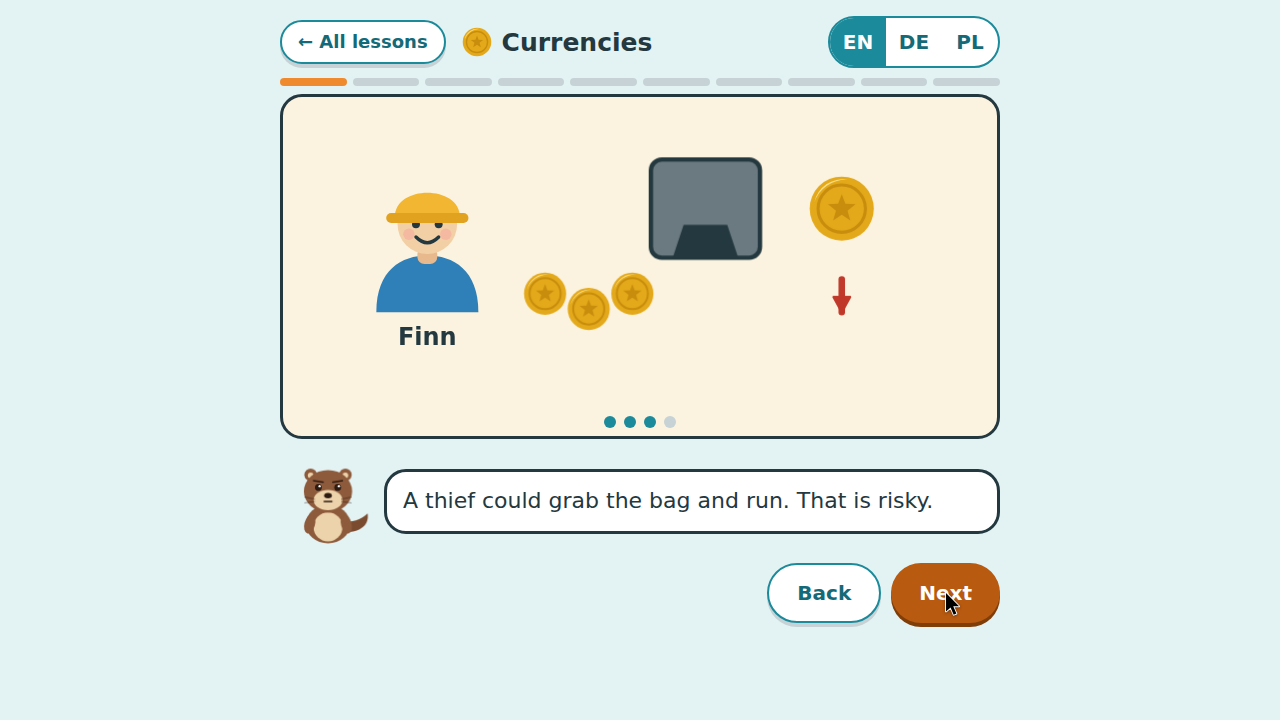 ← All lessons
Currencies
EN DE PL
Finn
A thief could grab the bag and run. That is risky.
Back
Next